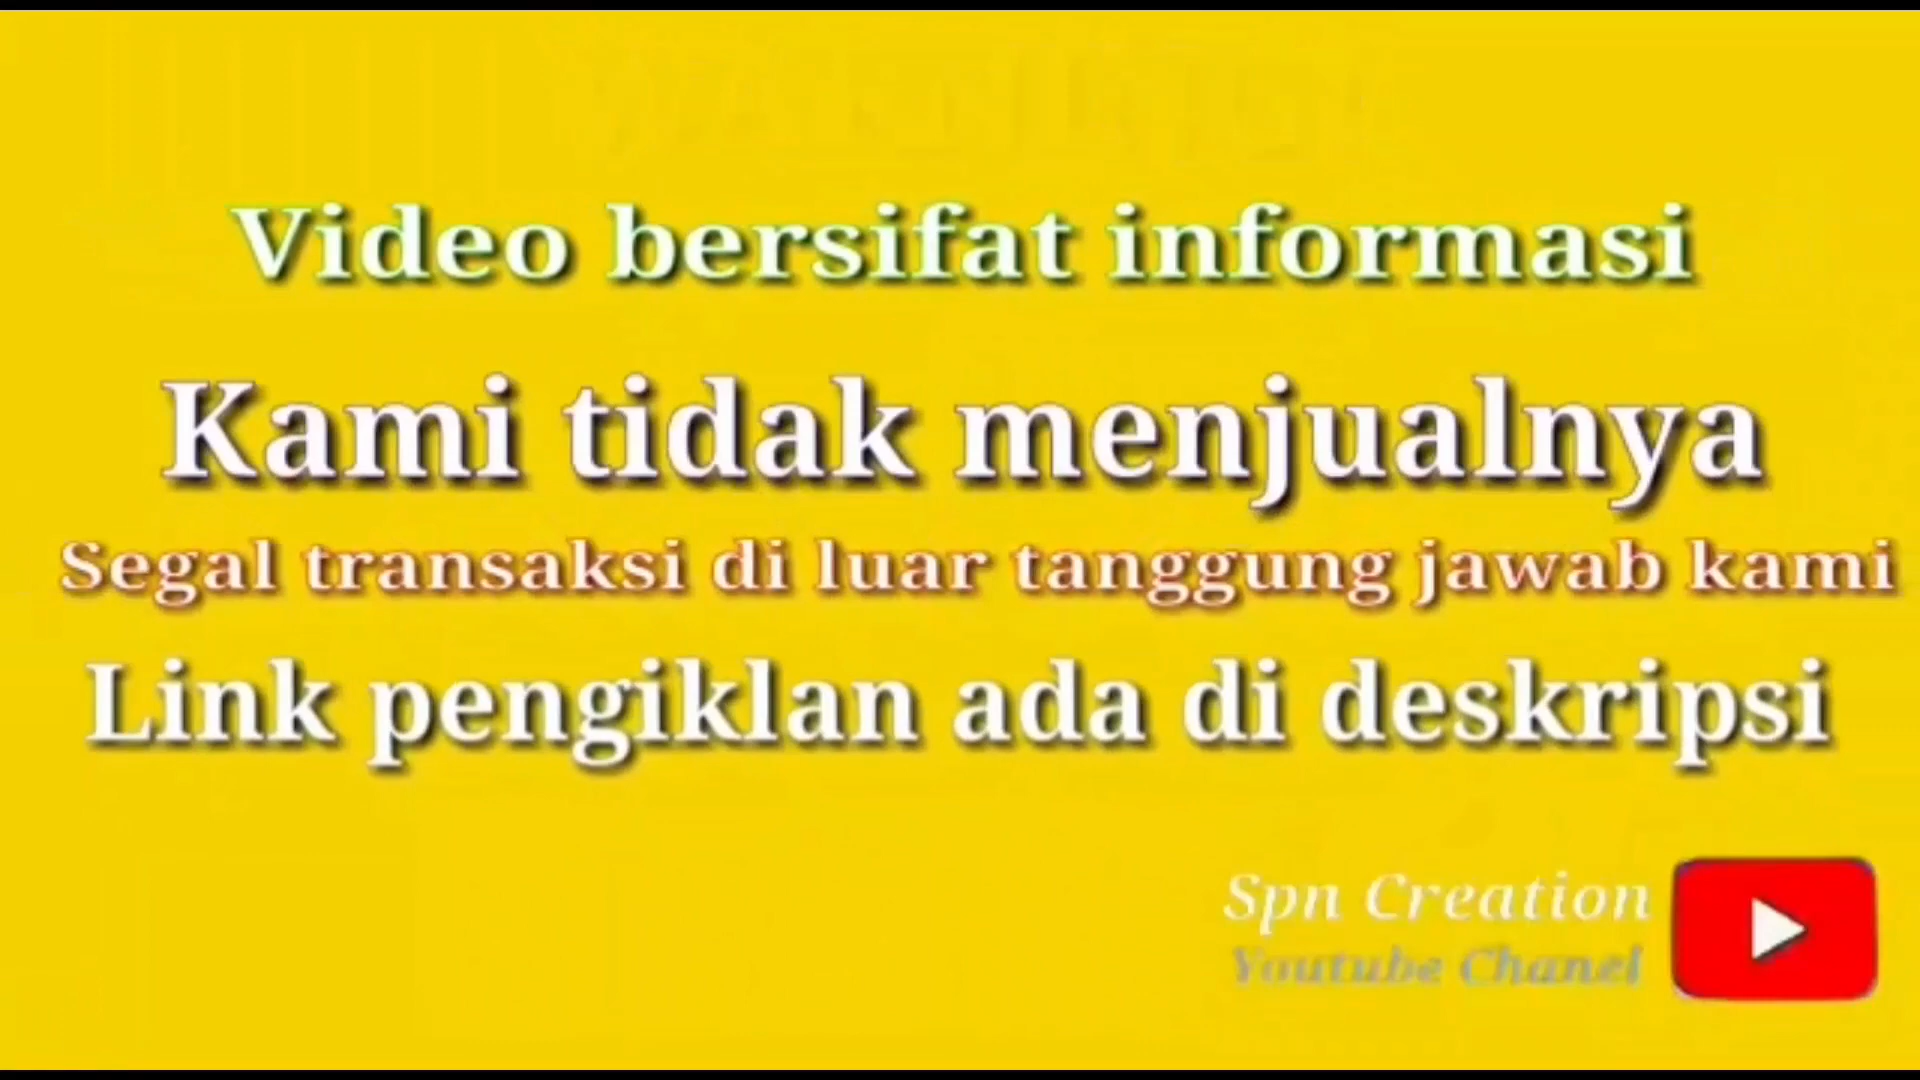 Video bersifat informasi
Kami tidak menjualnya
Segal transaksi di luar tanggung jawab kami
Link pengiklan ada di deskripsi
Spn Creation
Youtube Chanel